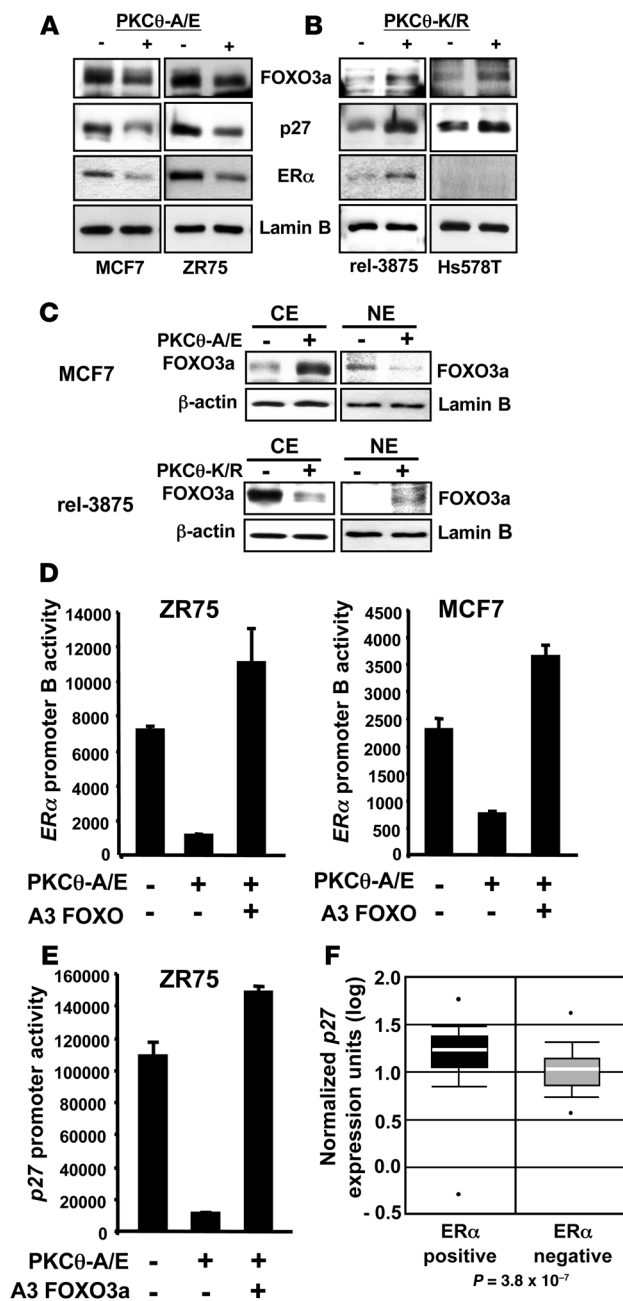 A PKCθ-A/E B PKCθ-K/R
- + - + - + - +
FOXO3a
p27
ERα
Lamin B
MCF7 ZR75 rel-3875 Hs578T
C
CE NE
PKCθ-A/E - + - +
MCF7 FOXO3a FOXO3a
β-actin Lamin B
CE NE
PKCθ-K/R - + - +
rel-3875 FOXO3a FOXO3a
β-actin Lamin B
D
ZR75
ERα promoter B activity
14000
12000
10000
8000
6000
4000
2000
0
PKCθ-A/E - + +
A3 FOXO - - +
MCF7
ERα promoter B activity
4500
4000
3500
3000
2500
2000
1500
1000
500
0
PKCθ-A/E - + +
A3 FOXO - - +
E
ZR75
p27 promoter activity
160000
140000
120000
100000
80000
60000
40000
20000
0
PKCθ-A/E - + +
A3 FOXO3a - - +
F
Normalized p27
expression units (log)
2.0
1.5
1.0
0.5
0.0
- 0.5
ERα ERα
positive negative
P = 3.8 x 10⁻⁷